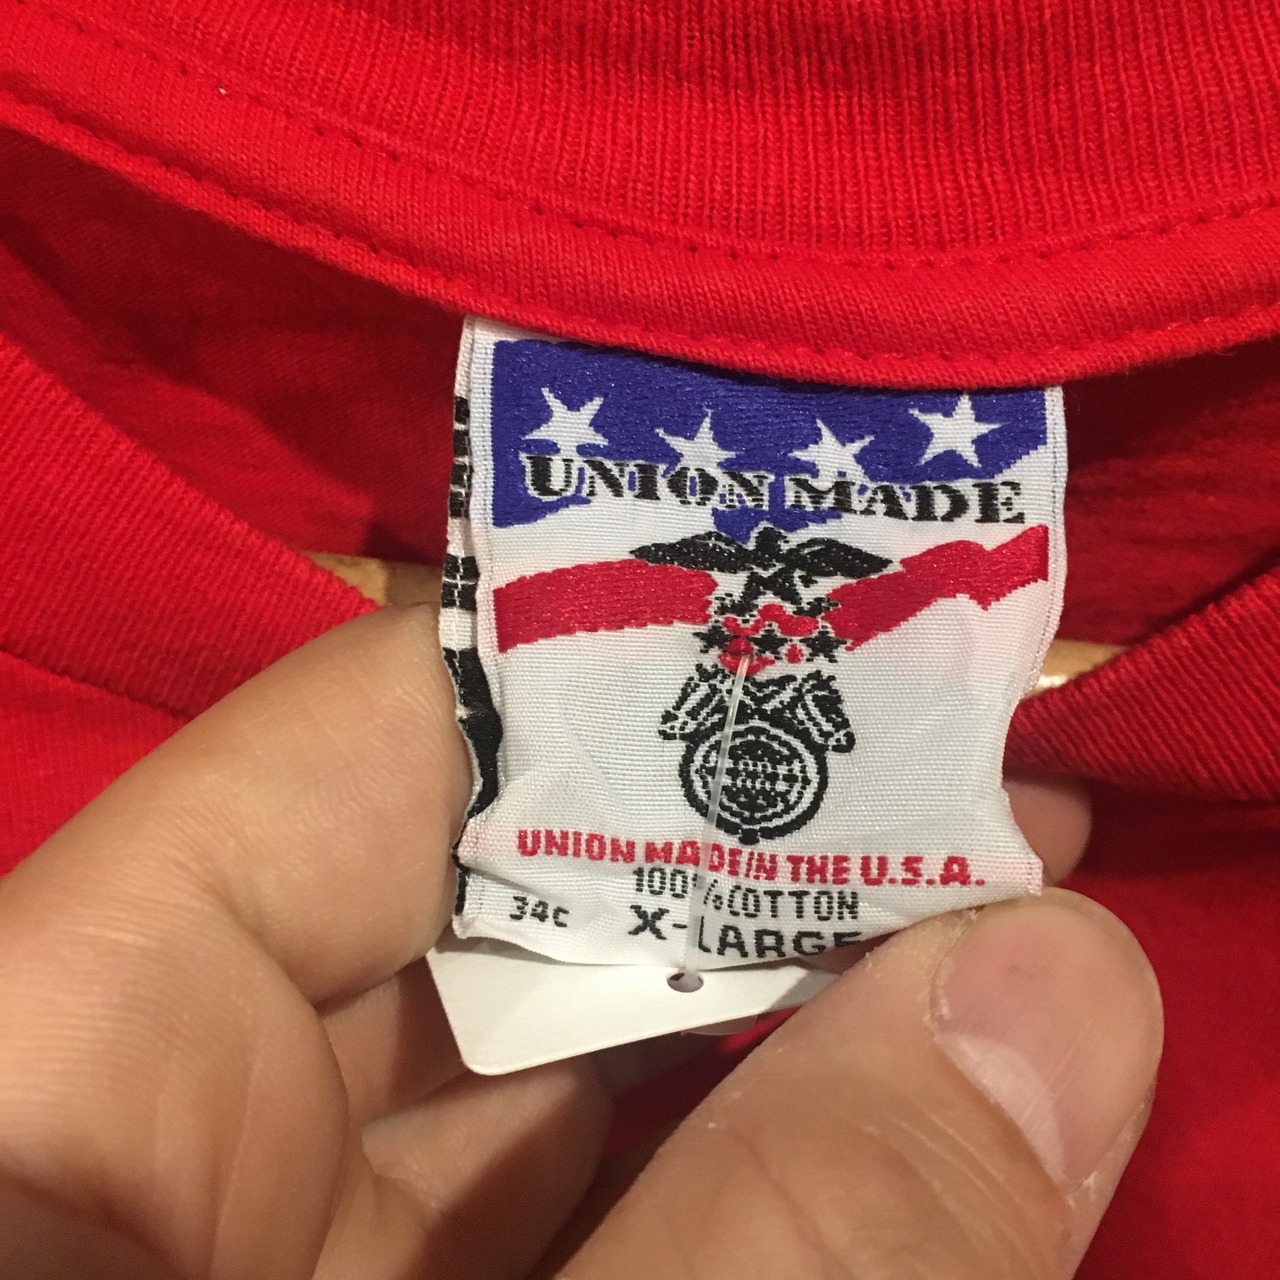 UNION MADE
UNION MADE IN THE U.S.A.
100% COTTON
34C X-LARGE